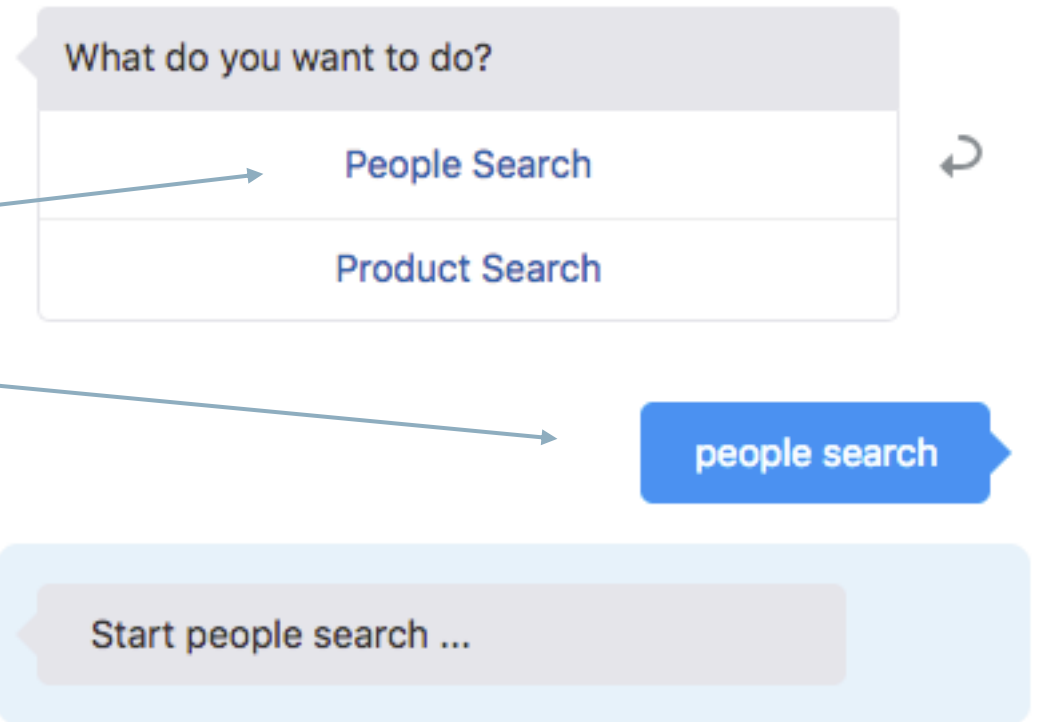 What do you want to do?
People Search
Product Search
people search
Start people search ...